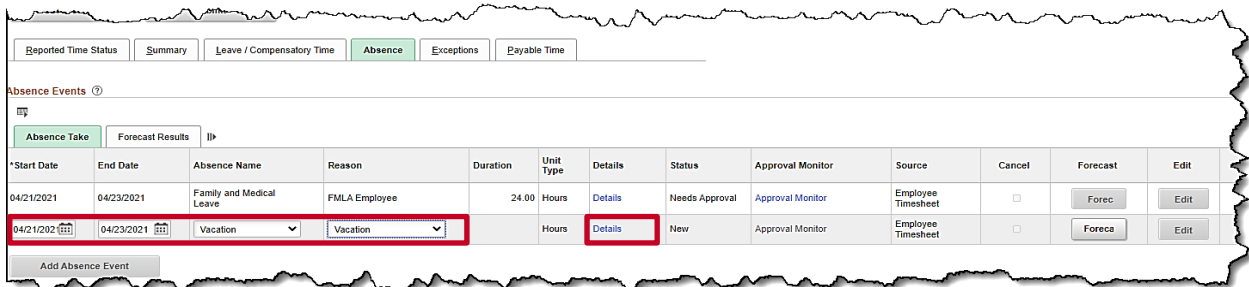 Reported Time Status Summary Leave / Compensatory Time Absence Exceptions Payable Time
Absence Events
Absence Take Forecast Results
*Start Date End Date Absence Name Reason Duration Unit Type Details Status Approval Monitor Source Cancel Forecast Edit
04/21/2021 04/23/2021 Family and Medical Leave FMLA Employee 24.00 Hours Details Needs Approval Approval Monitor Employee Timesheet Forec Edit
04/21/2021 04/23/2021 Vacation Vacation Hours Details New Approval Monitor Employee Timesheet Foreca Edit
Add Absence Event